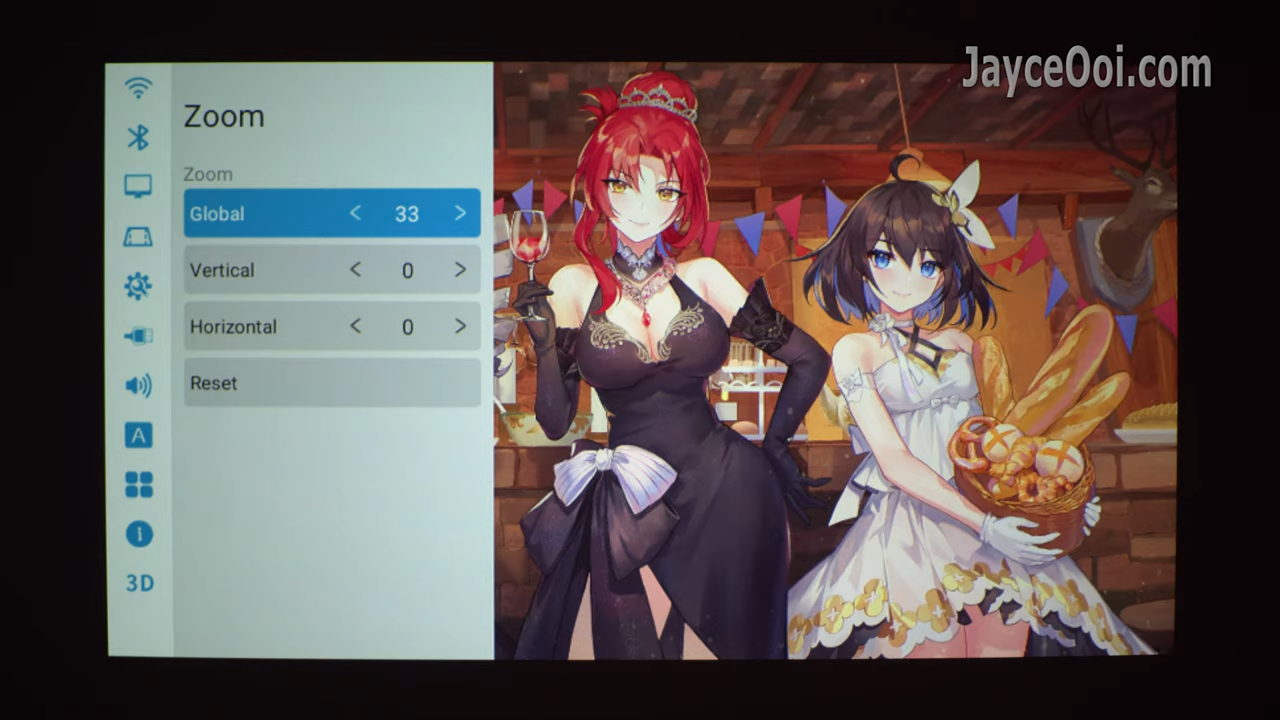 JayceOoi.com
Zoom
Zoom
Global < 33 >
Vertical < 0 >
Horizontal < 0 >
Reset
A
i
3D